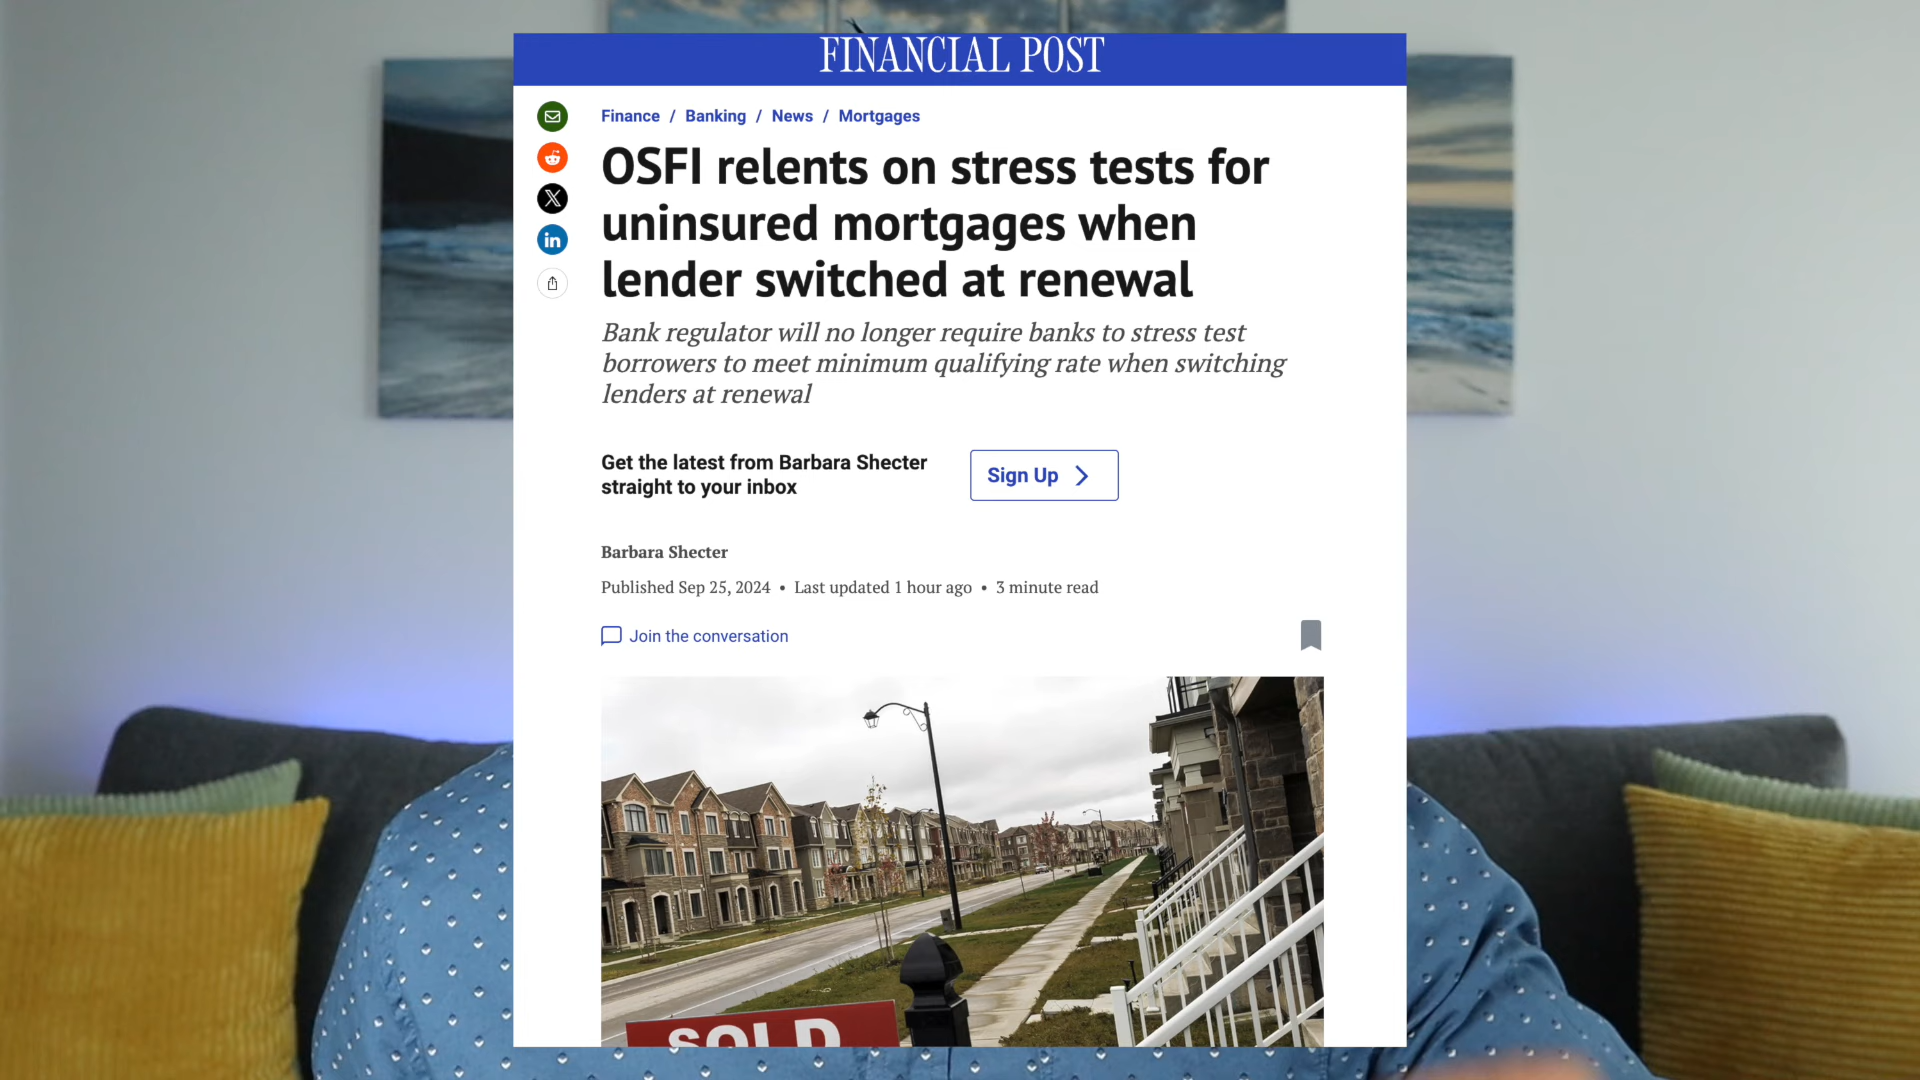 FINANCIAL POST
Finance / Banking / News / Mortgages
OSFI relents on stress tests for
uninsured mortgages when
lender switched at renewal
Bank regulator will no longer require banks to stress test
borrowers to meet minimum qualifying rate when switching
lenders at renewal
Get the latest from Barbara Shecter
straight to your inbox
Sign Up
Barbara Shecter
Published Sep 25, 2024 • Last updated 1 hour ago • 3 minute read
Join the conversation
SOLD